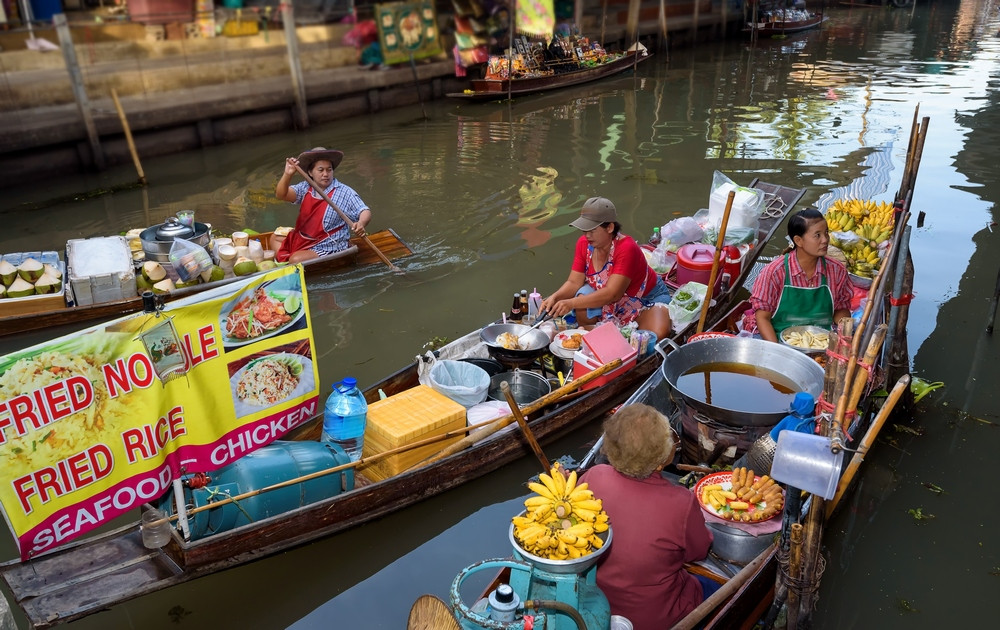 FRIED NOODLE
FRIED RICE
SEAFOOD - CHICKEN